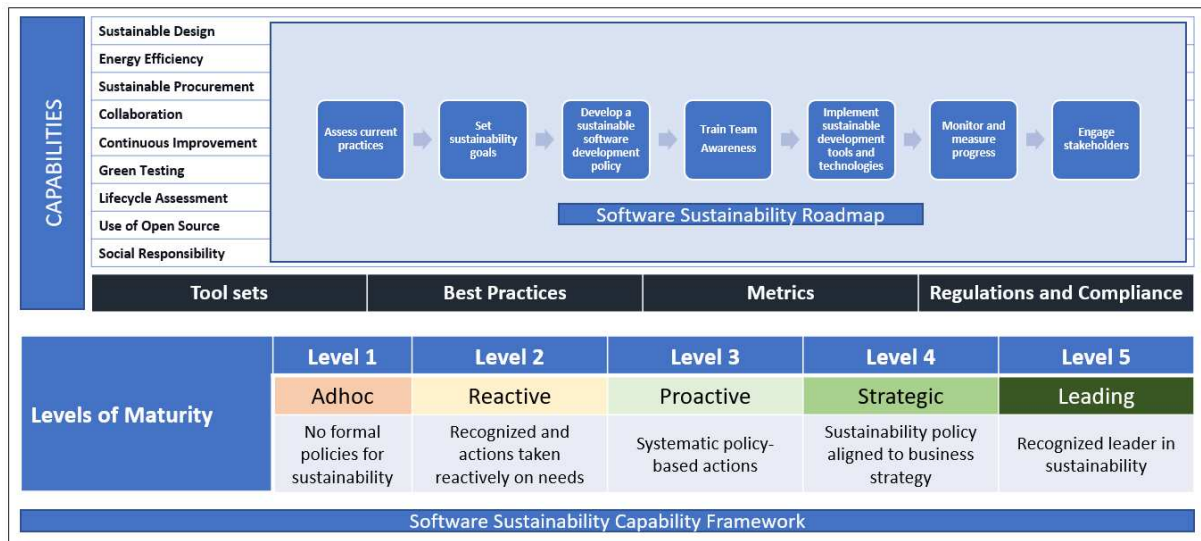 CAPABILITIES
Sustainable Design
Energy Efficiency
Sustainable Procurement
Collaboration
Continuous Improvement
Green Testing
Lifecycle Assessment
Use of Open Source
Social Responsibility
Assess current
practices
Set
sustainability
goals
Develop a
sustainable
software
development
policy
Train Team
Awareness
Implement
sustainable
development
tools and
technologies
Monitor and
measure
progress
Engage
stakeholders
Software Sustainability Roadmap
Tool sets
Best Practices
Metrics
Regulations and Compliance
Levels of Maturity
Level 1
Level 2
Level 3
Level 4
Level 5
Adhoc
Reactive
Proactive
Strategic
Leading
No formal
policies for
sustainability
Recognized and
actions taken
reactively on needs
Systematic policy-
based actions
Sustainability policy
aligned to business
strategy
Recognized leader in
sustainability
Software Sustainability Capability Framework